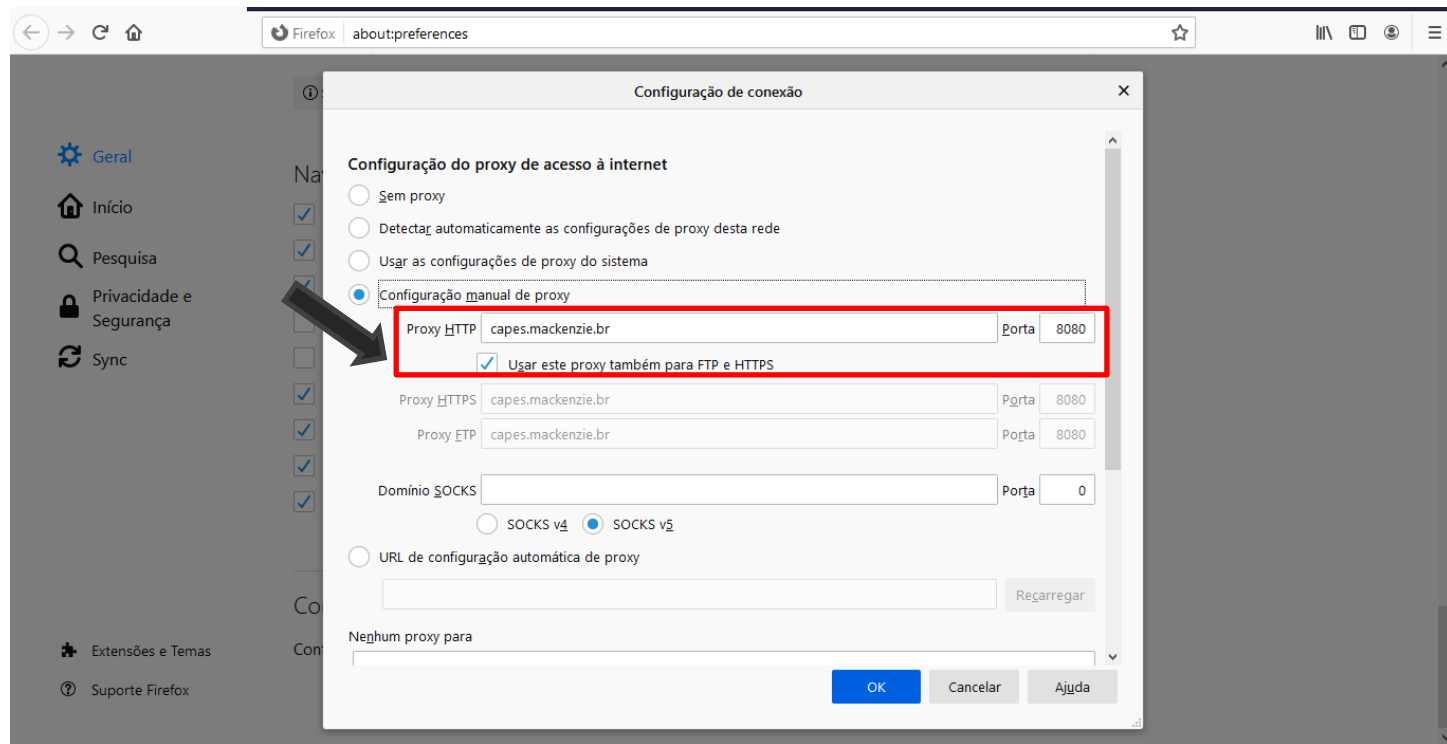 Firefox about:preferences
Configuração de conexão
Geral
Início
Pesquisa
Privacidade e
Segurança
Sync
Extensões e Temas
Suporte Firefox
Na
Co
Con
Configuração do proxy de acesso à internet
Sem proxy
Detectar automaticamente as configurações de proxy desta rede
Usar as configurações de proxy do sistema
Configuração manual de proxy
Proxy HTTP capes.mackenzie.br Porta 8080
Usar este proxy também para FTP e HTTPS
Proxy HTTPS capes.mackenzie.br Porta 8080
Proxy FTP capes.mackenzie.br Porta 8080
Domínio SOCKS Porta 0
SOCKS v4 SOCKS v5
URL de configuração automática de proxy
Recarregar
Nenhum proxy para
OK Cancelar Ajuda